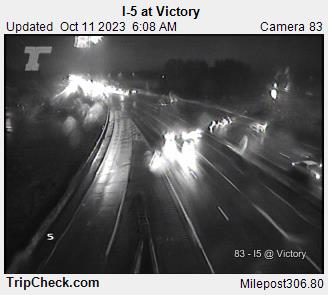 I-5 at Victory
Updated Oct 11 2023 6:08 AM Camera 83
T
S
83 - I5 @ Victory
TripCheck.com Milepost306.80